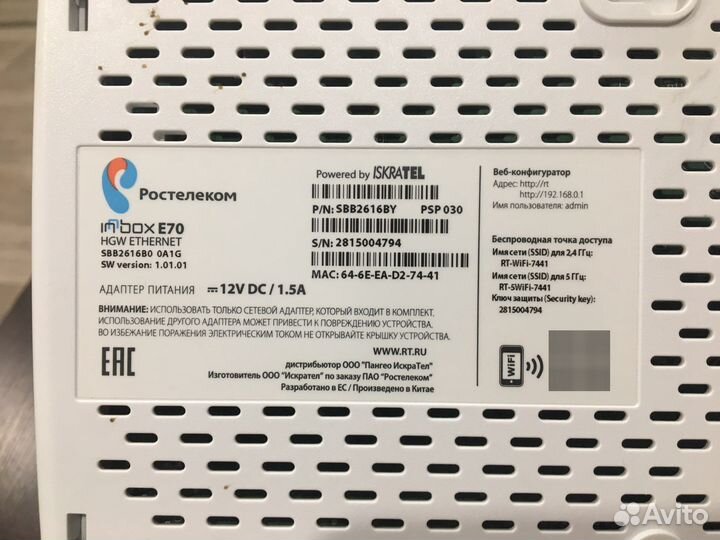 Ростелеком
Powered by ISKRATEL
P/N: SBB2616BY PSP 030
S/N: 2815004794
MAC: 64-6E-EA-D2-74-41
innbox E70
HGW ETHERNET
SBB2616B0 0A1G
SW version: 1.01.01
АДАПТЕР ПИТАНИЯ 12V DC / 1.5A
ВНИМАНИЕ: ИСПОЛЬЗОВАТЬ ТОЛЬКО СЕТЕВОЙ АДАПТЕР, КОТОРЫЙ ВХОДИТ В КОМПЛЕКТ.
ИСПОЛЬЗОВАНИЕ ДРУГОГО АДАПТЕРА МОЖЕТ ПРИВЕСТИ К ПОВРЕЖДЕНИЮ УСТРОЙСТВА.
ВО ИЗБЕЖАНИЕ ПОРАЖЕНИЯ ЭЛЕКТРИЧЕСКИМ ТОКОМ НЕ ОТКРЫВАЙТЕ КРЫШКУ УСТРОЙСТВА.
EAC
WWW.RT.RU
дистрибьютор ООО "Пангео ИскраТел"
Изготовитель ООО "Искрател" по заказу ПАО "Ростелеком"
Разработано в ЕС / Произведено в Китае
Веб-конфигуратор
Адрес: http://rt
http://192.168.0.1
Имя пользователя: admin
Беспроводная точка доступа
Имя сети (SSID) для 2,4 ГГц:
RT-WiFi-7441
Имя сети (SSID) для 5 ГГц:
RT-5WiFi-7441
Ключ защиты (Security key):
2815004794
WiFi
Avito